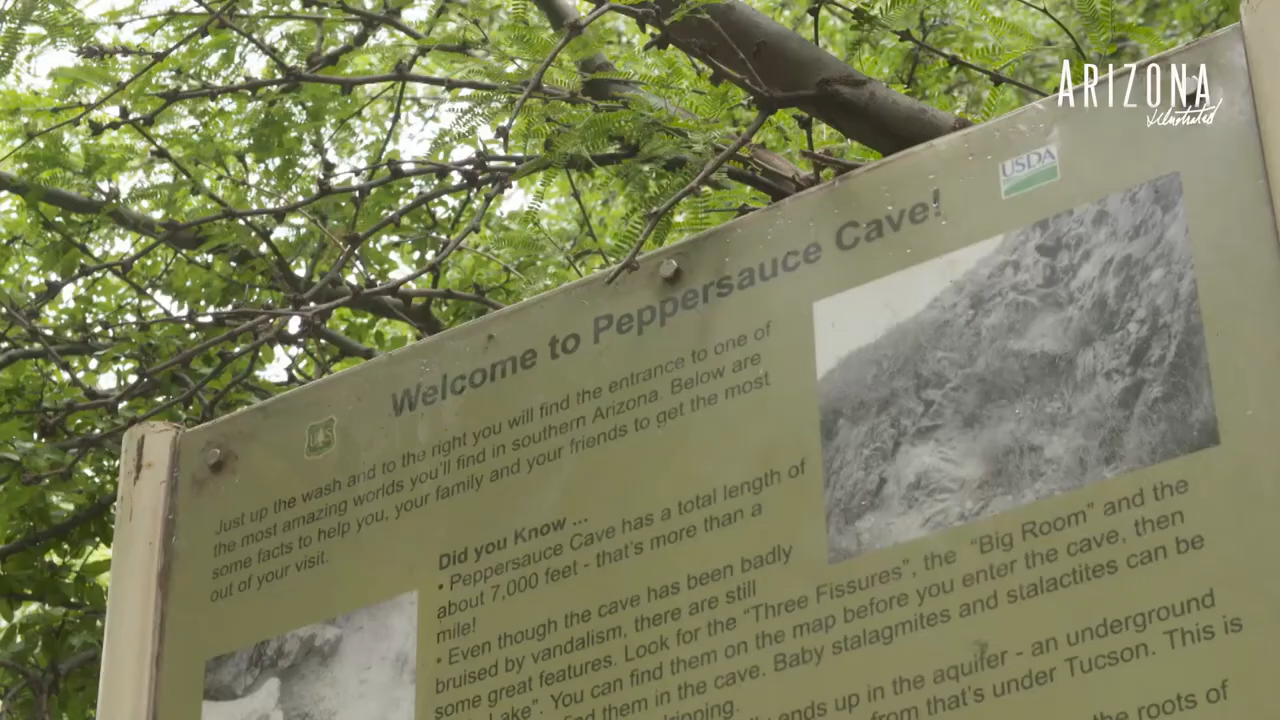 ARIZONA
Illustrated
USDA
Welcome to Peppersauce Cave!
US
Just up the wash and to the right you will find the entrance to one of
the most amazing worlds you'll find in southern Arizona. Below are
some facts to help you, your family and your friends to get the most
out of your visit.
Did you Know ...
• Peppersauce Cave has a total length of
about 7,000 feet - that's more than a
mile!
• Even though the cave has been badly
bruised by vandalism, there are still
some great features. Look for the "Three Fissures", the "Big Room" and the
Lake". You can find them on the map before you enter the cave, then
find them in the cave. Baby stalagmites and stalactites can be
ends up in the aquifer - an underground
from that's under Tucson. This is
the roots of